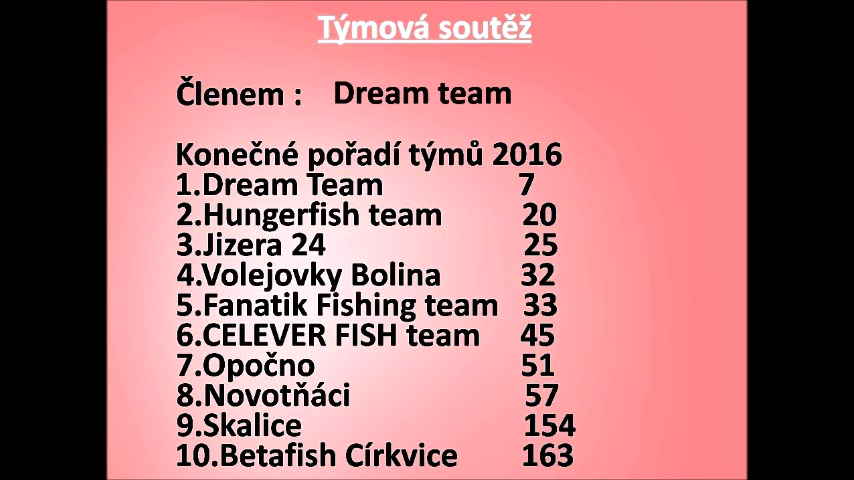 Týmová soutěž
Členem : Dream team
Konečné pořadí týmů 2016
1.Dream Team 7
2.Hungerfish team 20
3.Jizera 24 25
4.Volejovky Bolina 32
5.Fanatik Fishing team 33
6.CELEVER FISH team 45
7.Opočno 51
8.Novotňáci 57
9.Skalice 154
10.Betafish Církvice 163